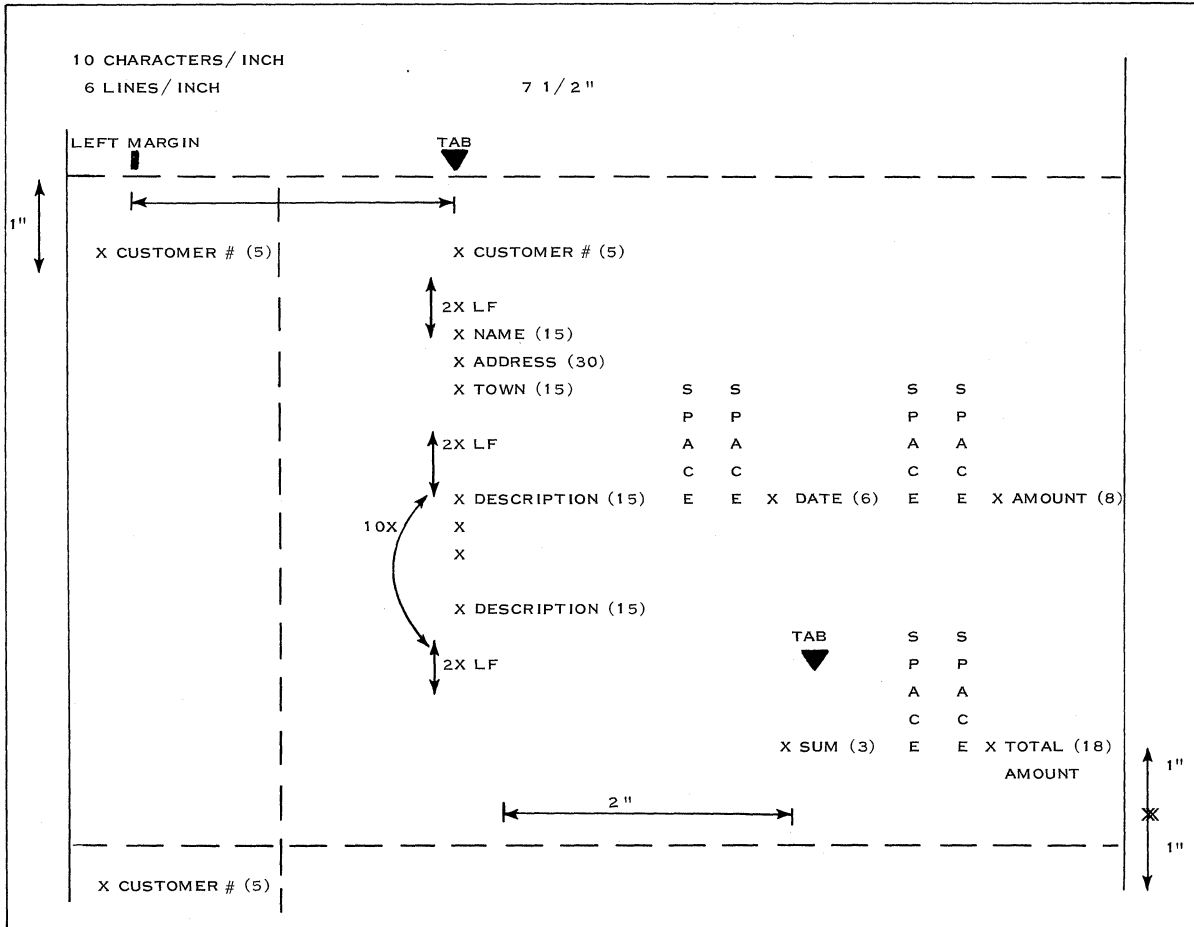 10 CHARACTERS/INCH
6 LINES/INCH 7 1/2"
LEFT MARGIN TAB
1"
X CUSTOMER # (5) X CUSTOMER # (5)
2X LF
X NAME (15)
X ADDRESS (30)
X TOWN (15) S S S S
P P P P
2X LF A A A A
C C C C
X DESCRIPTION (15) E E X DATE (6) E E X AMOUNT (8)
10X X
X
X DESCRIPTION (15)
TAB S S
2X LF P P
A A
C C
X SUM (3) E E X TOTAL (18)
AMOUNT
1"
2"
1"
X CUSTOMER # (5)